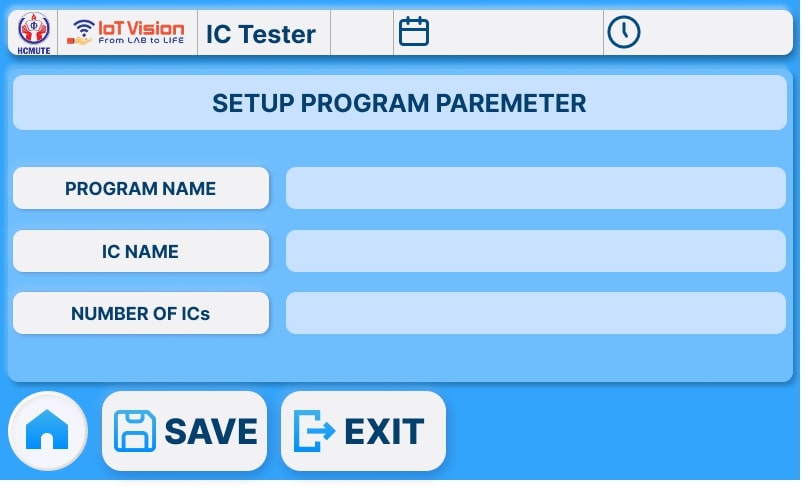 HCMUTE
IoT Vision
From LAB to LIFE
IC Tester
SETUP PROGRAM PAREMETER
PROGRAM NAME
IC NAME
NUMBER OF ICs
SAVE
EXIT